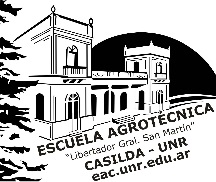 ESCUELA AGROTÉCNICA
"Libertador Gral. San Martín"
CASILDA - UNR
eac.unr.edu.ar